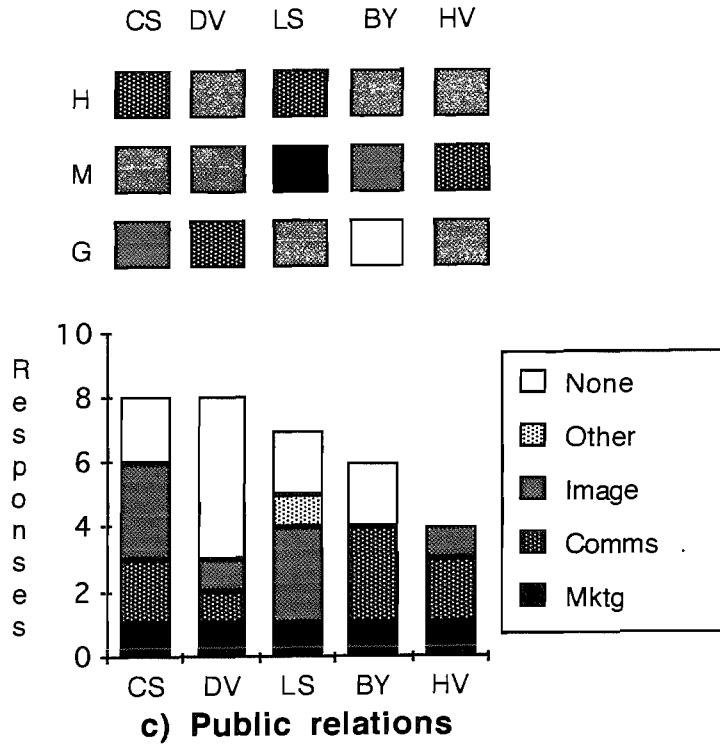 CS DV LS BY HV
H
M
G
10
8
6
4
2
0
Responses
CS DV LS BY HV
None
Other
Image
Comms
Mktg
c) Public relations